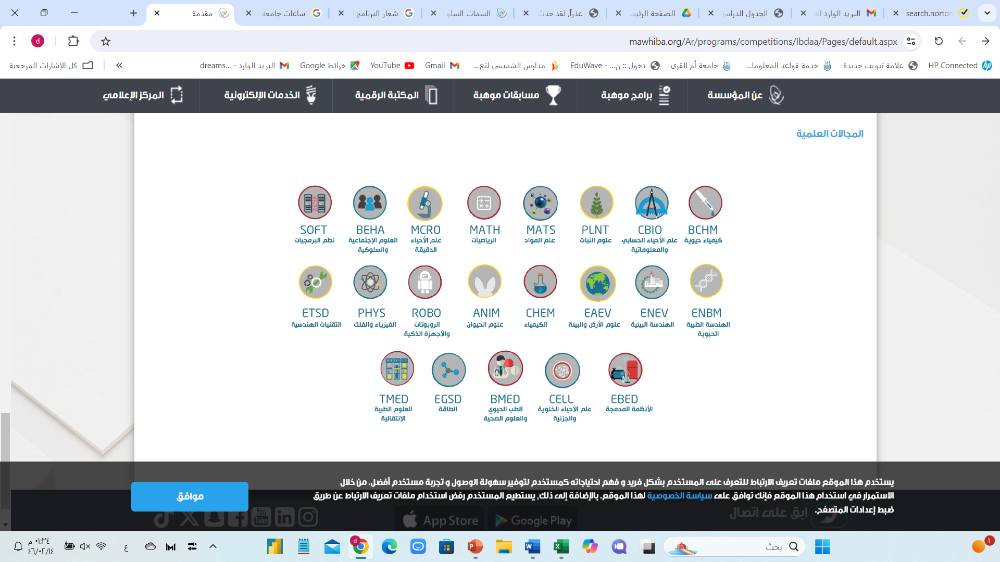 search.norton
البريد الوارد
الجدول الدراسي
الصفحة الرئيسـ
عذراً، لقد حدث
السمات السلوك
شعار البرنامج
ساعات جامعة
مقدمة
mawhiba.org/Ar/programs/competitions/Ibdaa/Pages/default.aspx
d
HP Connected
علامة تبويب جديدة
خدمة قواعد المعلوما...
جامعة أم القرى
دخول :: ن... - EduWave
مدارس الشميسي لتع...
Gmail
YouTube
خرائط Google
البريد الوارد - ...dreams
»
كل الإشارات المرجعية
عن المؤسسة
برامج موهبة
مسابقات موهبة
المكتبة الرقمية
الخدمات الإلكترونية
المركز الإعلامي
المجالات العلمية
BCHM CBIO PLNT MATS MATH MCRO BEHA SOFT
كيمياء حيوية
علم الأحياء الحسابي
والمعلوماتية
علوم النبات
علم المواد
الرياضيات
علم الأحياء
الدقيقة
العلوم الإجتماعية
والسلوكية
نظم البرمجيات
ENBM ENEV EAEV CHEM ANIM ROBO PHYS ETSD
الهندسة الطبية
الحيوية
الهندسة البيئية
علوم الأرض والبيئة
الكيمياء
علوم الحيوان
الروبوتات
والأجهزة الذكية
الفيزياء والفلك
التقنيات الهندسية
EBED CELL BMED EGSD TMED
الأنظمة المدمجة
علم الأحياء الخلوية
والجزئية
الطب الحيوي
والعلوم الصحية
الطاقة
العلوم الطبية
الإنتقالية
يستخدم هذا الموقع ملفات تعريف الارتباط للتعرف على المستخدم بشكل فريد و فهم احتياجاته كمستخدم لتوفير سهولة الوصول و تجربة مستخدم أفضل. من خلال
الاستمرار في استخدام هذا الموقع فإنك توافق على سياسة الخصوصية لهذا الموقع. بالإضافة إلى ذلك, يستطيع المستخدم رفض استخدام ملفات تعريف الارتباط عن طريق
ضبط إعدادات المتصفح.
موافق
ابق على اتصال
Google Play
App Store
You
Tube
بحث
ع
٠١:٣٤ م
٤٦/٠٢/١٤
١